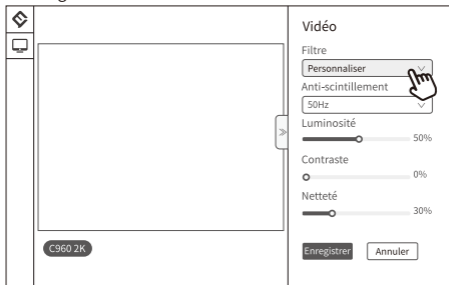 Vidéo
Filtre
Personnaliser
Anti-scintillement
50Hz
Luminosité
50%
Contraste
0%
Netteté
30%
C960 2K
Enregistrer
Annuler